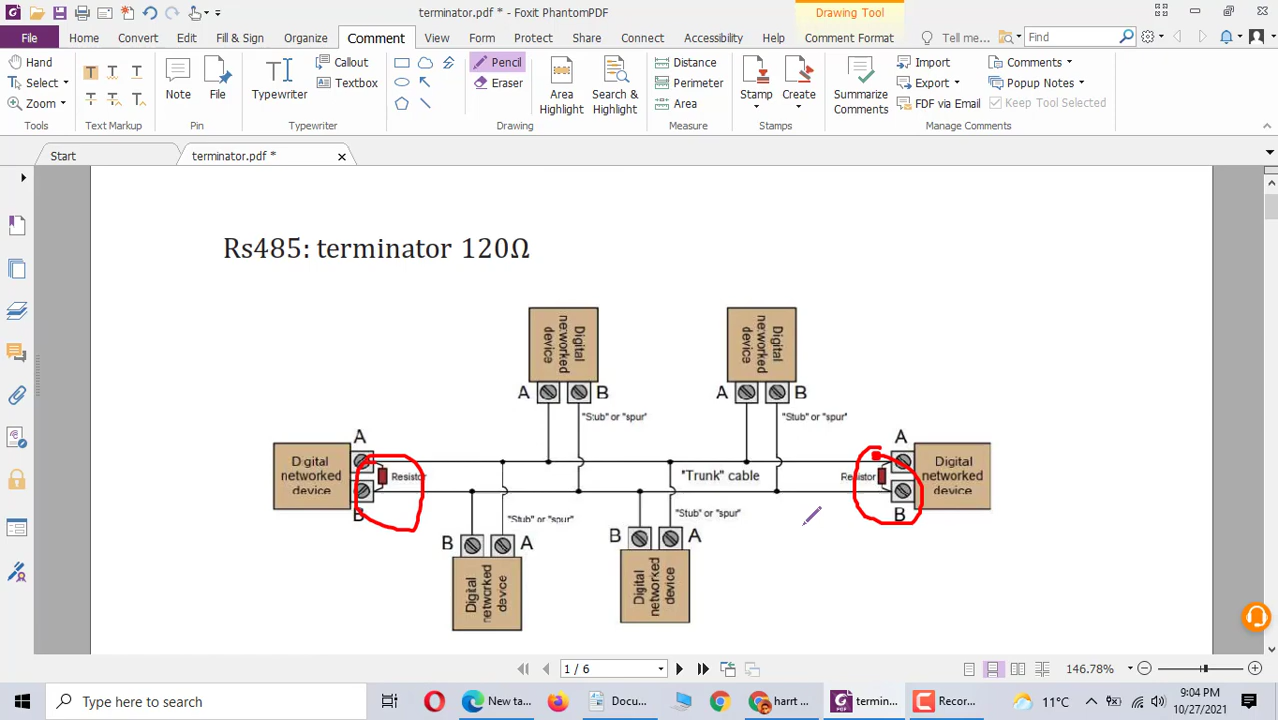 terminator.pdf * - Foxit PhantomPDF
Drawing Tool
File Home Convert Edit Fill & Sign Organize Comment View Form Protect Share Connect Accessibility Help Comment Format Tell me... Find
Hand
Select
Zoom
Tools
Text Markup
Note
File
Pin
Typewriter
Callout
Textbox
Typewriter
Pencil
Eraser
Drawing
Area
Highlight
Search &
Highlight
Distance
Perimeter
Area
Measure
Stamp
Create
Stamps
Summarize
Comments
Import
Export
FDF via Email
Comments
Popup Notes
Keep Tool Selected
Manage Comments
Start
terminator.pdf *
Rs485: terminator 120Ω
Digital
networked
device
A B
"Stub" or "spur"
Digital
networked
device
A B
"Stub" or "spur"
Digital
networked
device
A
B
Resistor
"Trunk" cable
Resistor
A
B
Digital
networked
device
"Stub" or "spur"
B A
Digital
networked
device
"Stub" or "spur"
B A
Digital
networked
device
1 / 6
146.78%
Type here to search
New ta...
Docu...
harrt ...
termin...
Recor...
11°C
9:04 PM
10/27/2021